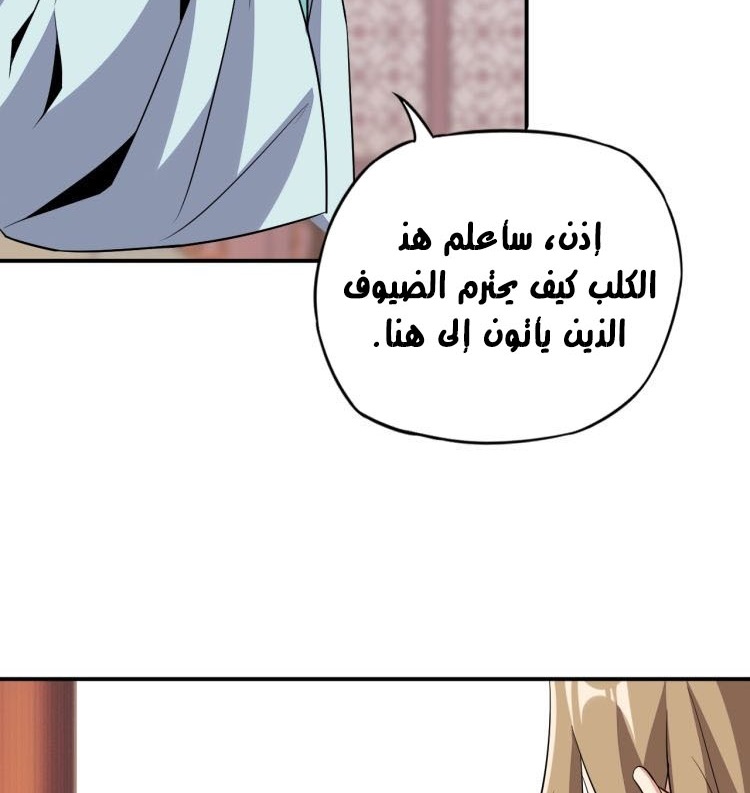 إذن، سأعلم هذ
الكلب كيف يحترم الضيوف
الذين يأتون إلى هنا.